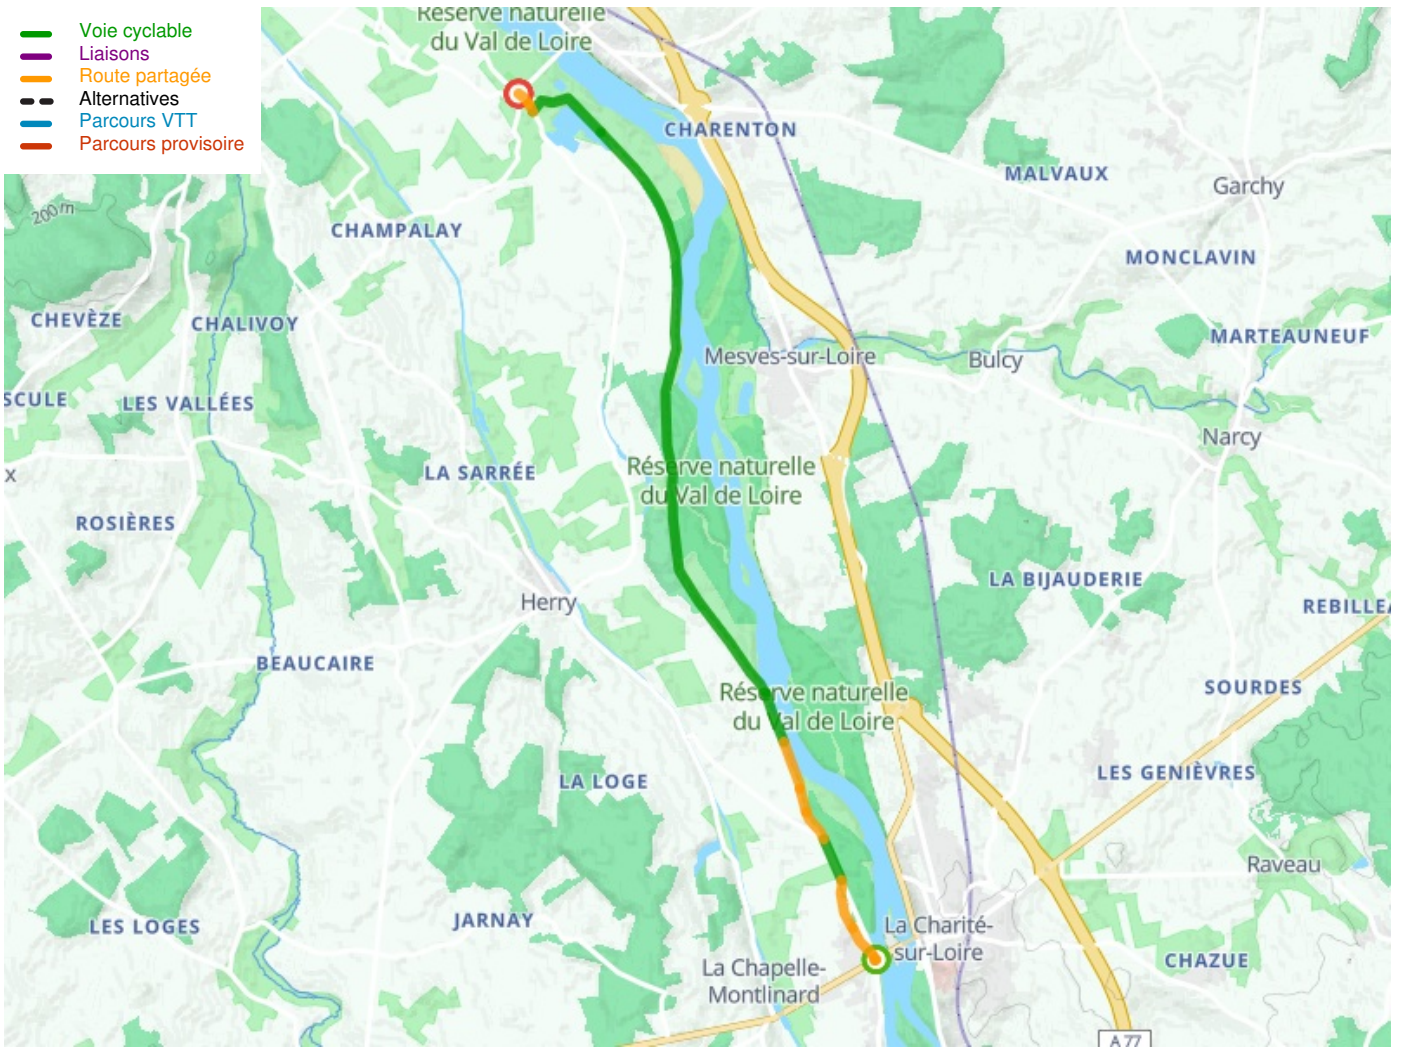 Voie cyclable
Liaisons
Route partagée
Alternatives
Parcours VTT
Parcours provisoire
Réserve naturelle
du Val de Loire
CHARENTON
MALVAUX
Garchy
200 m
CHAMPALAY
MONCLAVIN
CHEVÈZE
CHALIVOY
MARTEAUNEUF
Mesves-sur-Loire
Bulcy
SCULE
LES VALLÉES
Narcy
X
LA SARRÉE
Réserve naturelle
du Val de Loire
ROSIÈRES
LA BIJAUDERIE
Herry
REBILLEA
BEAUCAIRE
SOURDES
Réserve naturelle
du Val de Loire
LES GENIÈVRES
LA LOGE
Raveau
JARNAY
LES LOGES
La Charité-
sur-Loire
CHAZUE
La Chapelle-
Montlinard
A 77